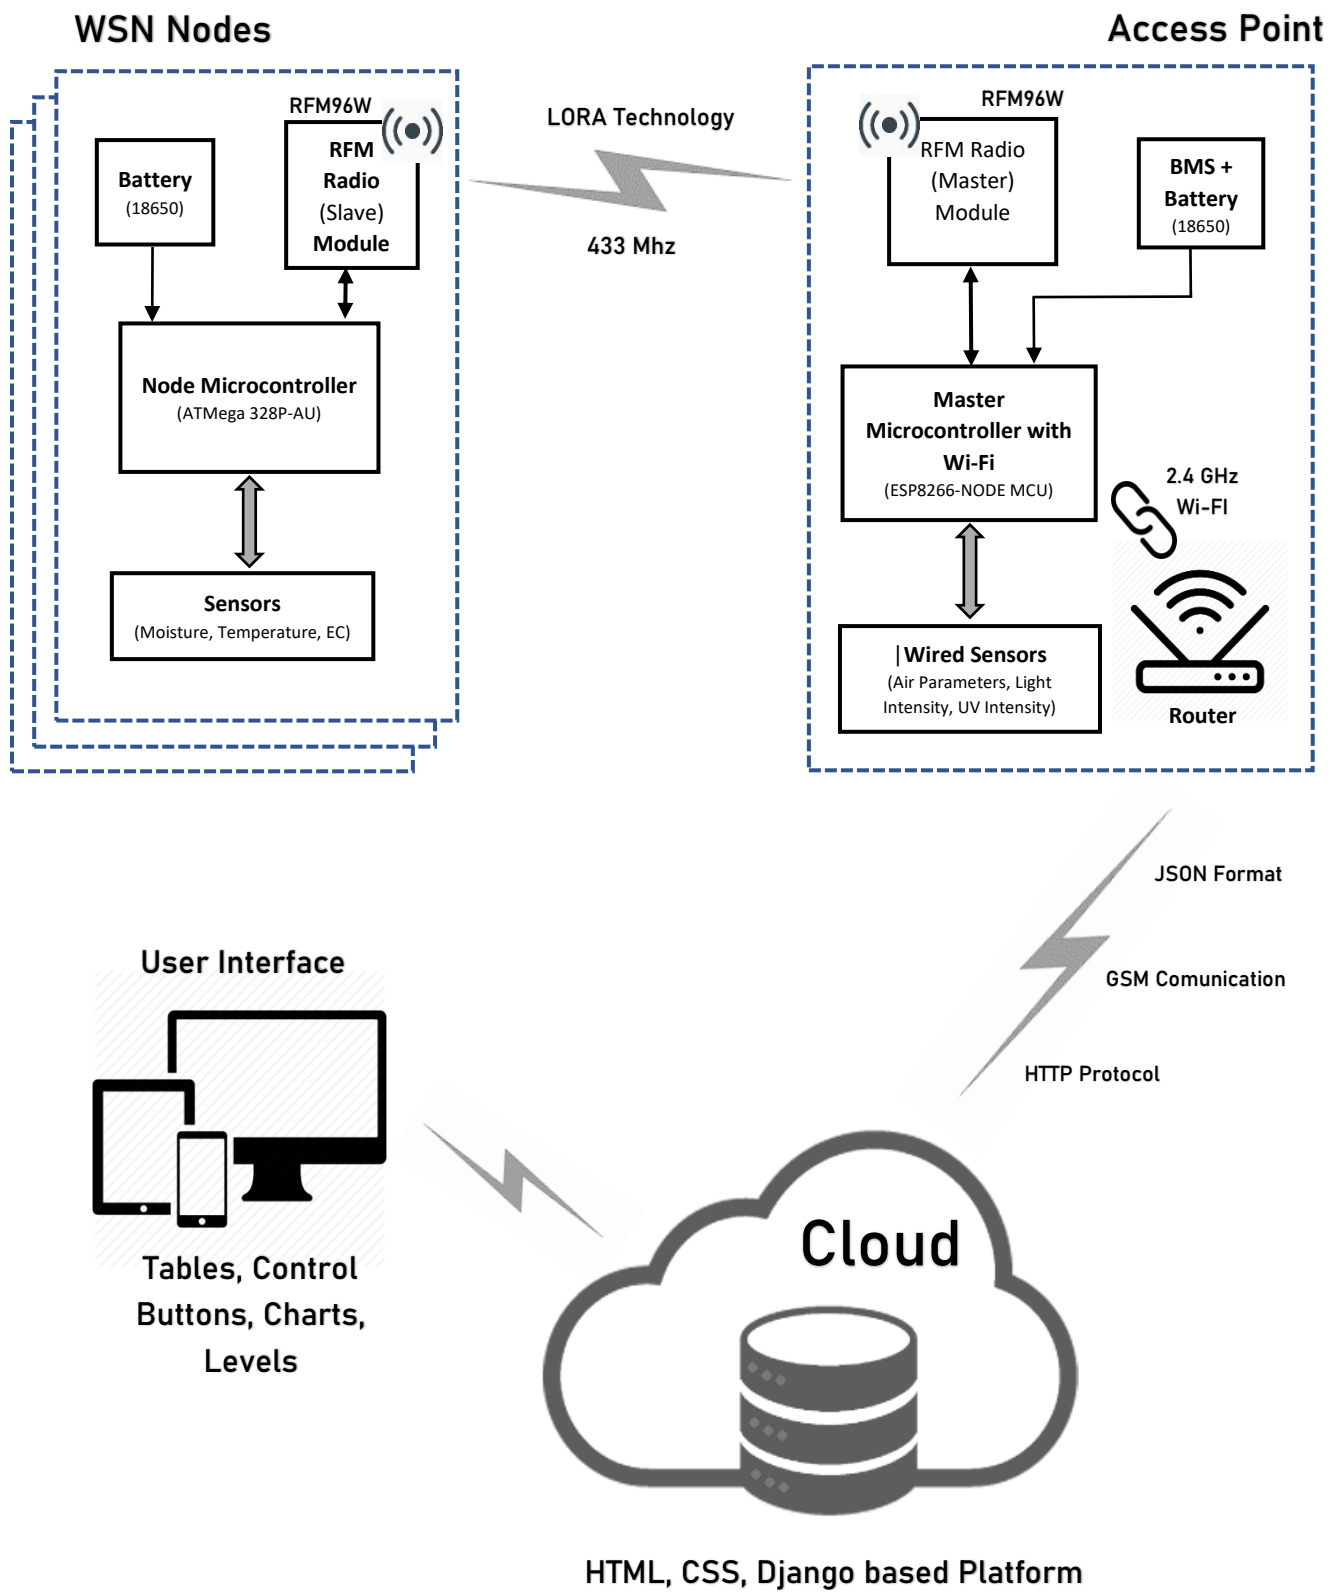 WSN Nodes
Access Point
RFM96W
Battery
(18650)
RFM
Radio
(Slave)
Module
Node Microcontroller
(ATMega 328P-AU)
Sensors
(Moisture, Temperature, EC)
LORA Technology
433 Mhz
RFM96W
RFM Radio
(Master)
Module
BMS +
Battery
(18650)
Master
Microcontroller with
Wi-Fi
(ESP8266-NODE MCU)
2.4 GHz
Wi-FI
|Wired Sensors
(Air Parameters, Light
Intensity, UV Intensity)
Router
JSON Format
GSM Comunication
HTTP Protocol
User Interface
Tables, Control
Buttons, Charts,
Levels
Cloud
HTML, CSS, Django based Platform